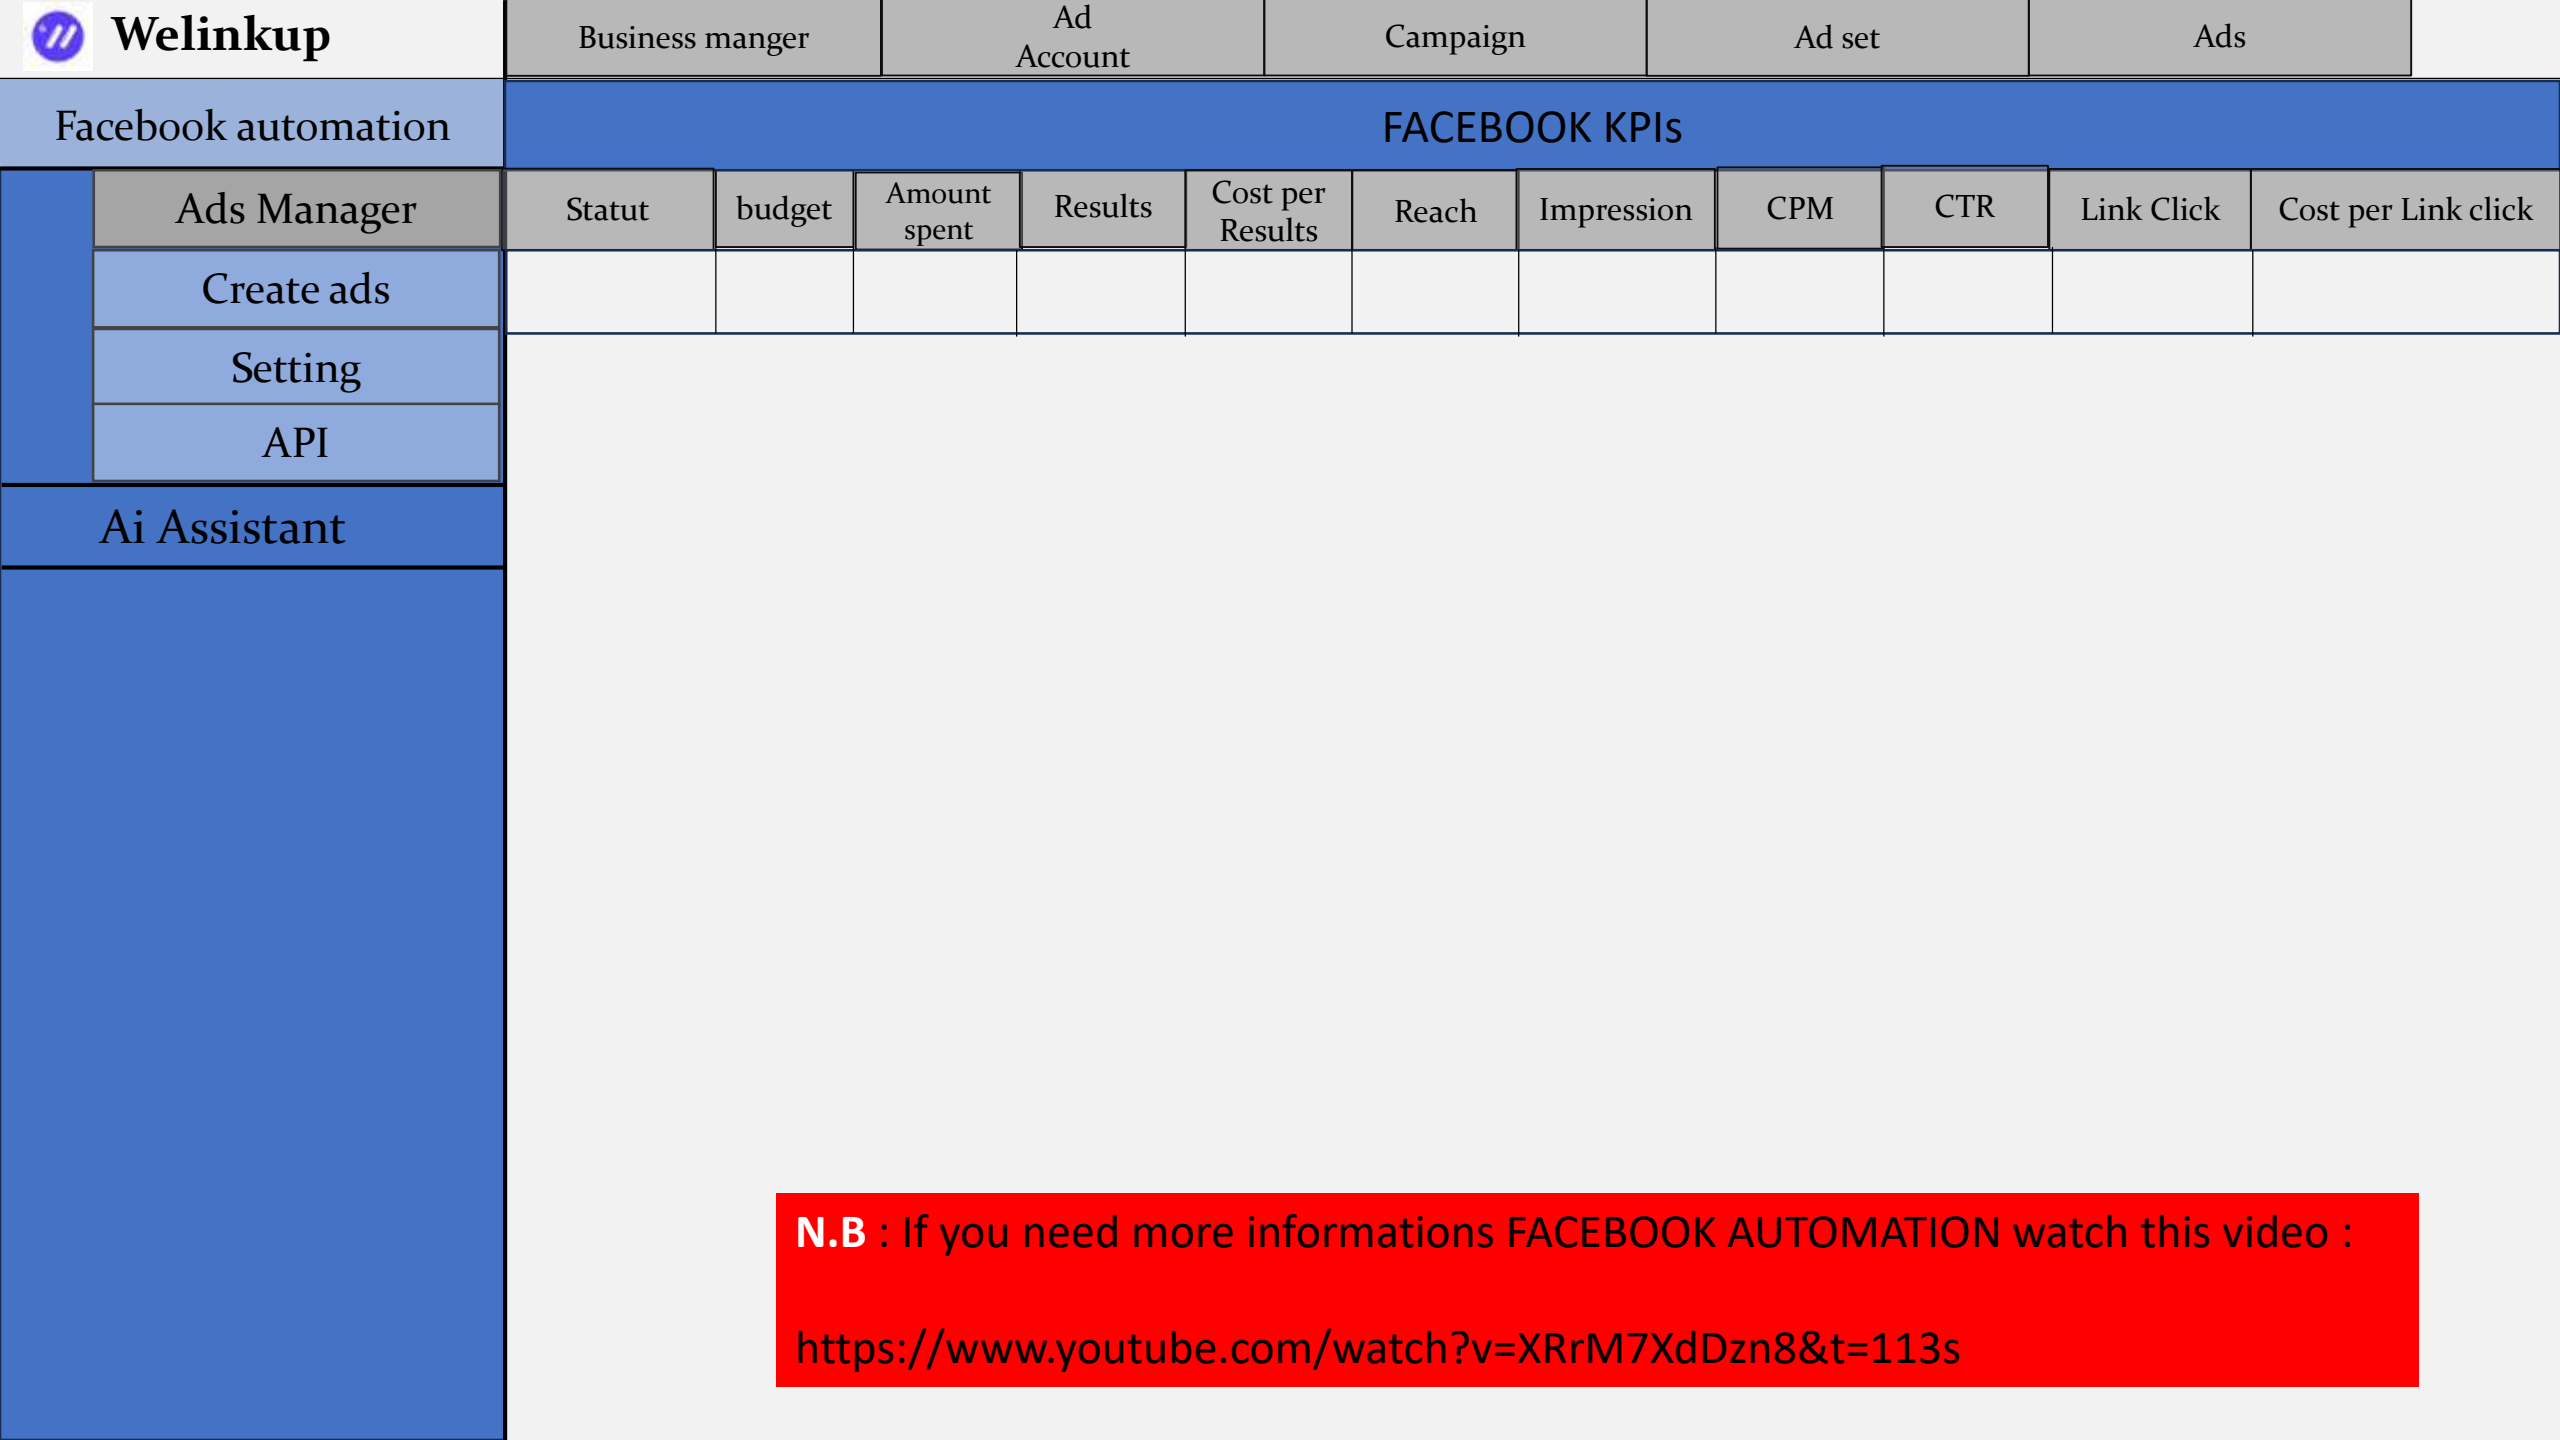 Welinkup
Business manger
Ad
Account
Campaign
Ad set
Ads
Facebook automation
FACEBOOK KPIs
Ads Manager
Statut
budget
Amount
spent
Results
Cost per
Results
Reach
Impression
CPM
CTR
Link Click
Cost per Link click
Create ads
Setting
API
Ai Assistant
N.B : If you need more informations FACEBOOK AUTOMATION watch this video :
https://www.youtube.com/watch?v=XRrM7XdDzn8&t=113s